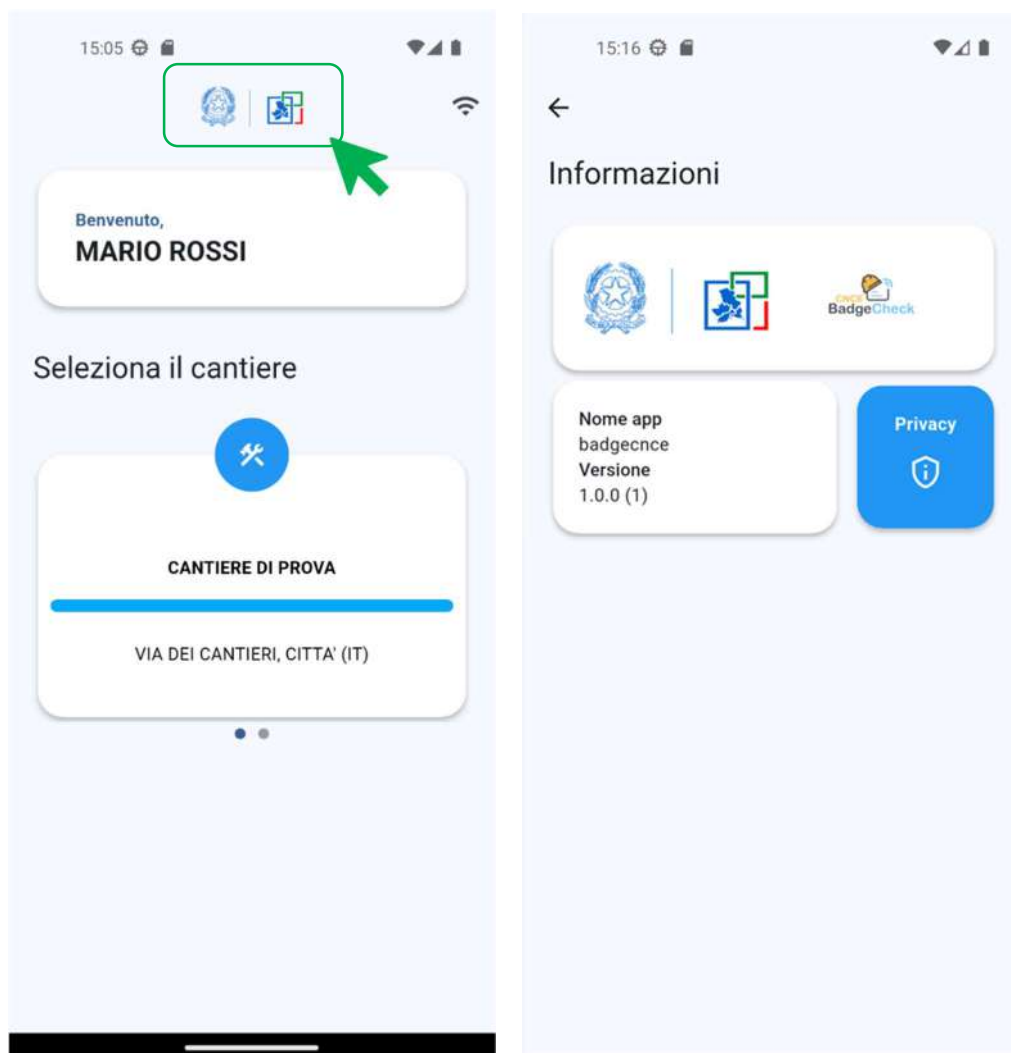 15:05
Benvenuto,
MARIO ROSSI
Seleziona il cantiere
CANTIERE DI PROVA
VIA DEI CANTIERI, CITTA' (IT)
15:16
Informazioni
CNCE
BadgeCheck
Nome app
badgecnce
Versione
1.0.0 (1)
Privacy